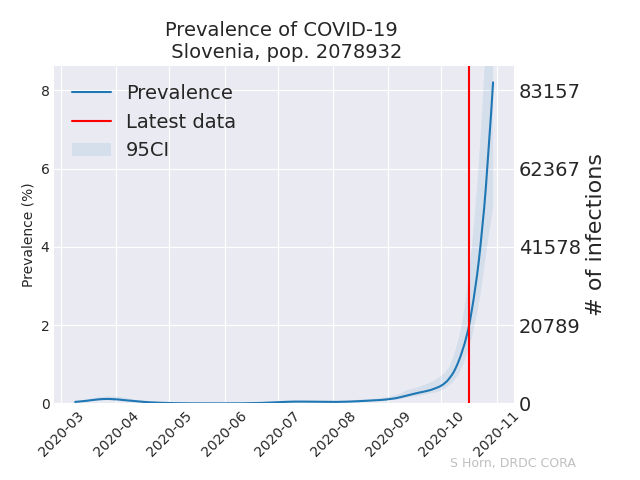 Prevalence of COVID-19
Slovenia, pop. 2078932
Prevalence
Latest data
95CI
Prevalence (%)
8
6
4
2
0
83157
62367
41578
20789
0
# of infections
2020-03
2020-04
2020-05
2020-06
2020-07
2020-08
2020-09
2020-10
2020-11
S Horn, DRDC CORA